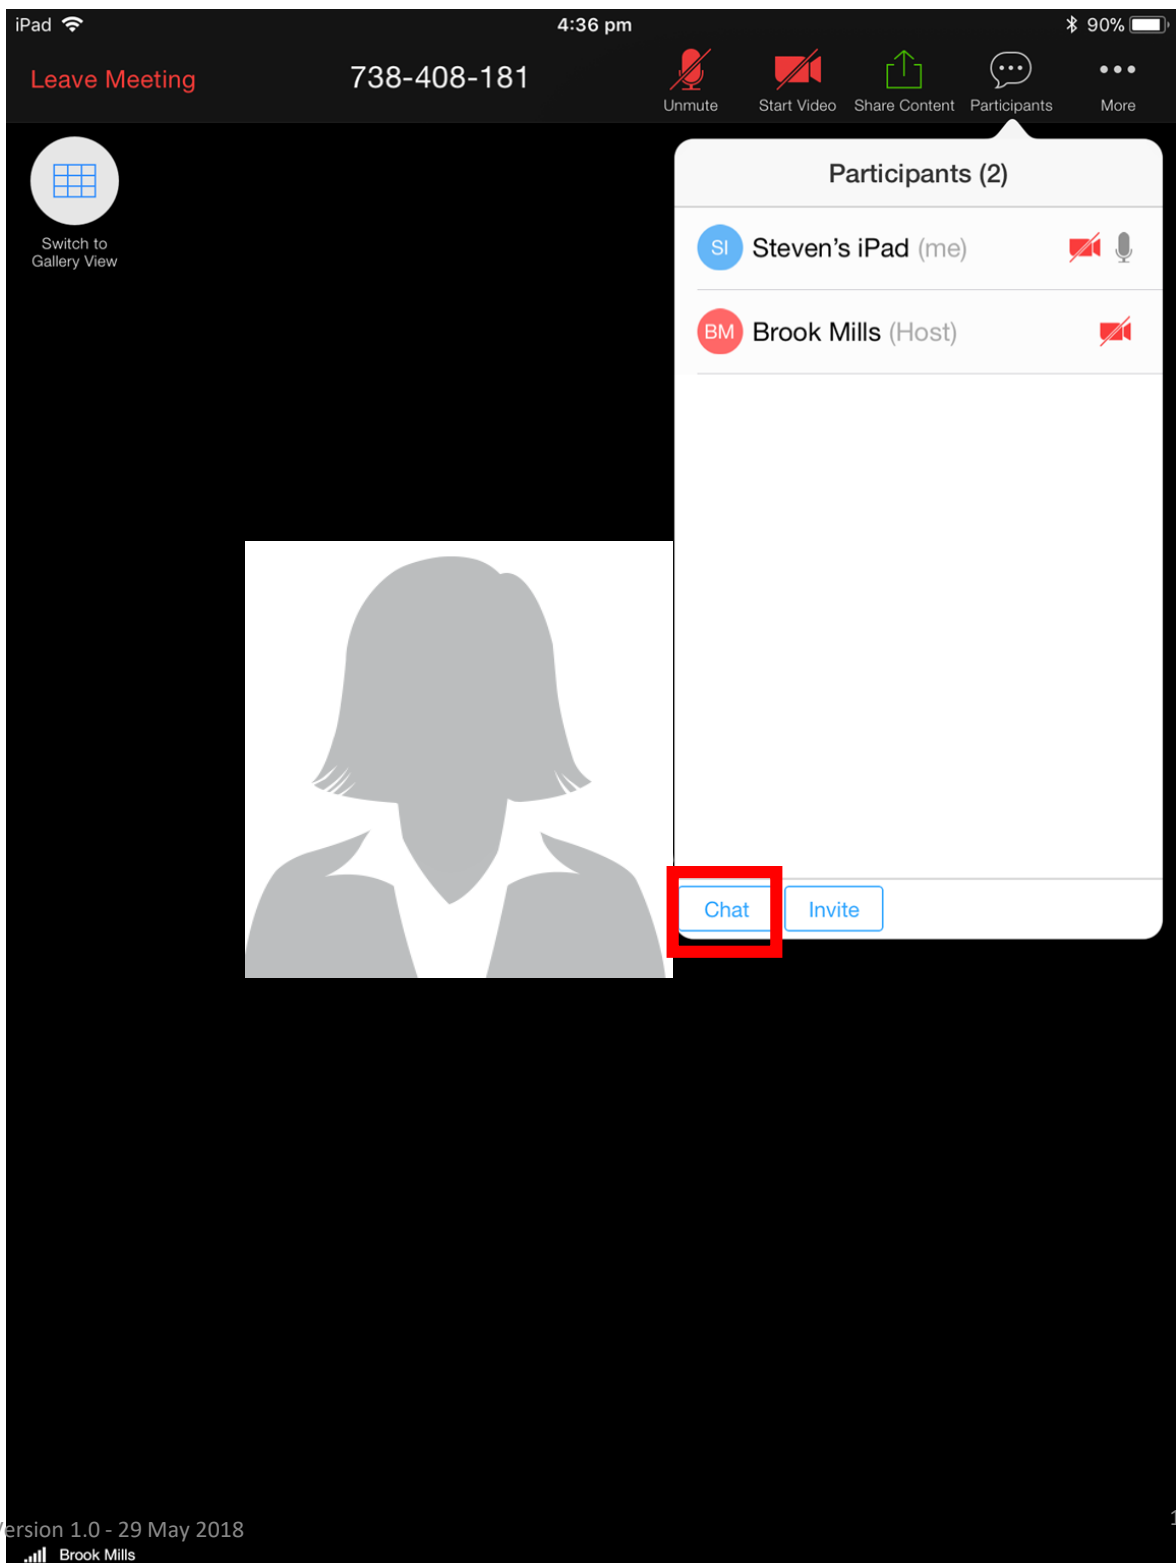 iPad 4:36 pm 90%
Leave Meeting 738-408-181
Unmute Start Video Share Content Participants More
Switch to
Gallery View
Participants (2)
SI Steven's iPad (me)
BM Brook Mills (Host)
Chat Invite
Version 1.0 - 29 May 2018
Brook Mills